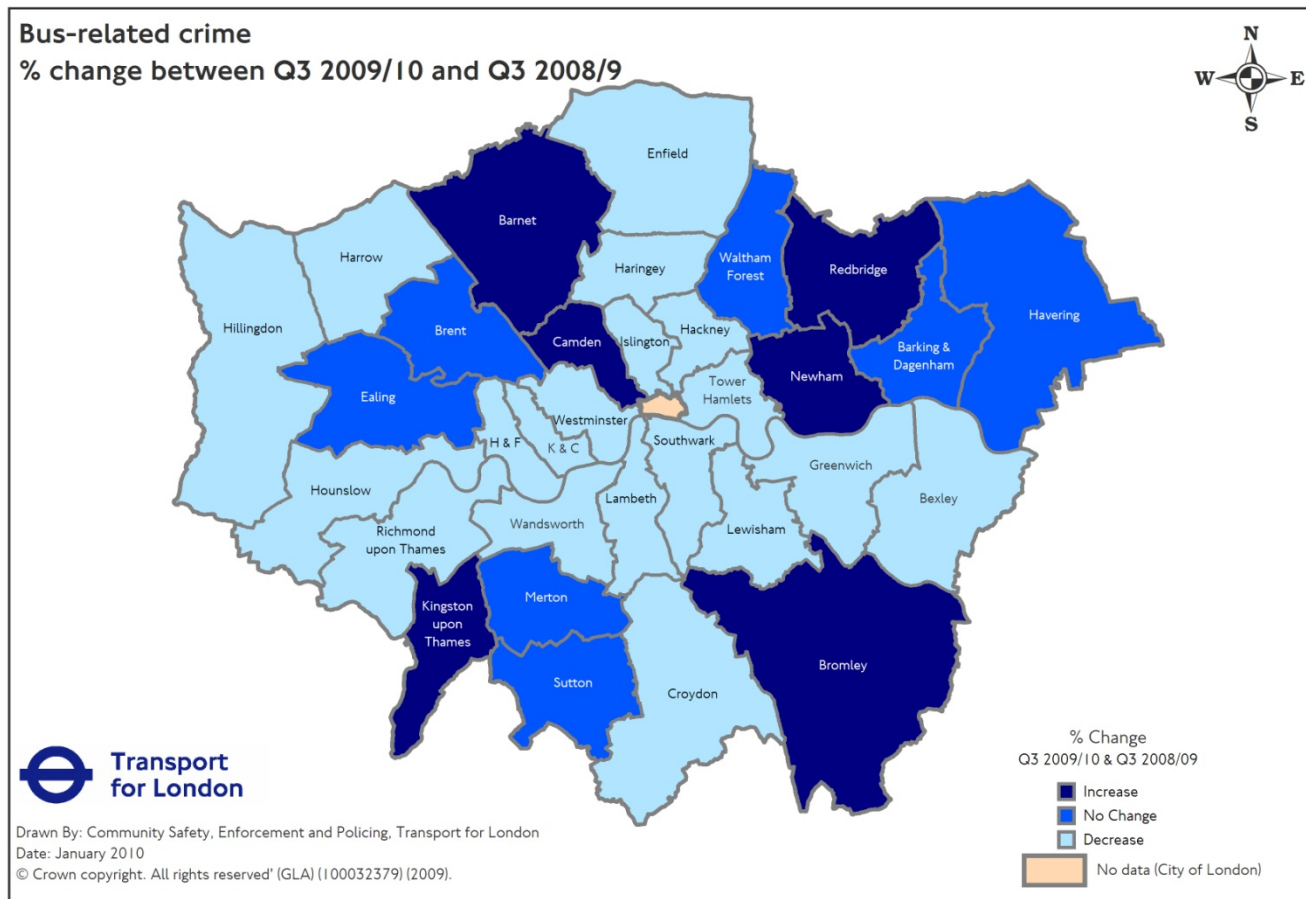 Bus-related crime
% change between Q3 2009/10 and Q3 2008/9
N
W
E
S
Enfield
Barnet
Harrow
Haringey
Waltham
Forest
Redbridge
Havering
Hillingdon
Brent
Camden
Islington
Hackney
Barking &
Dagenham
Newham
Ealing
Tower
Hamlets
Westminster
H & F
K & C
Southwark
Greenwich
Hounslow
Bexley
Lambeth
Wandsworth
Richmond
upon Thames
Lewisham
Merton
Kingston
upon
Thames
Bromley
Sutton
Croydon
% Change
Q3 2009/10 & Q3 2008/09
Increase
No Change
Decrease
No data (City of London)
Transport
for London
Drawn By: Community Safety, Enforcement and Policing, Transport for London
Date: January 2010
© Crown copyright. All rights reserved' (GLA) (100032379) (2009).